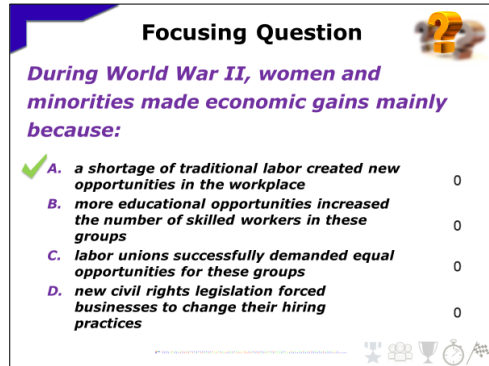 Focusing Question
During World War II, women and
minorities made economic gains mainly
because:
A. a shortage of traditional labor created new
opportunities in the workplace
0
B. more educational opportunities increased
the number of skilled workers in these
groups
0
C. labor unions successfully demanded equal
opportunities for these groups
0
D. new civil rights legislation forced
businesses to change their hiring
practices
0